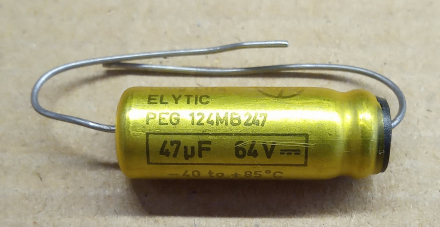 ELYTIC
PEG 124MB247
47µF 64V⎓
-40 to +85°C